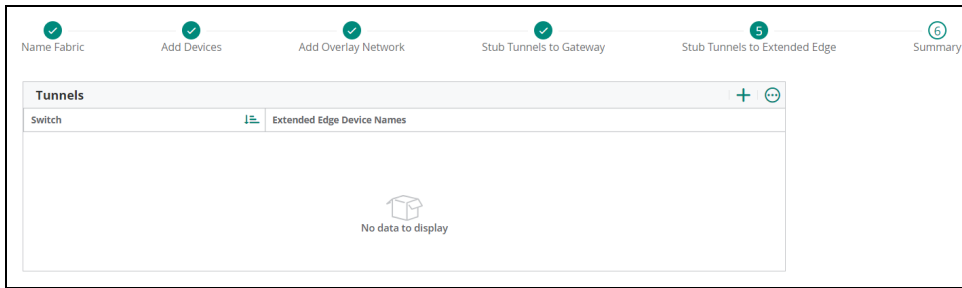 5
6
Name Fabric
Add Devices
Add Overlay Network
Stub Tunnels to Gateway
Stub Tunnels to Extended Edge
Summary
Tunnels
Switch
Extended Edge Device Names
No data to display